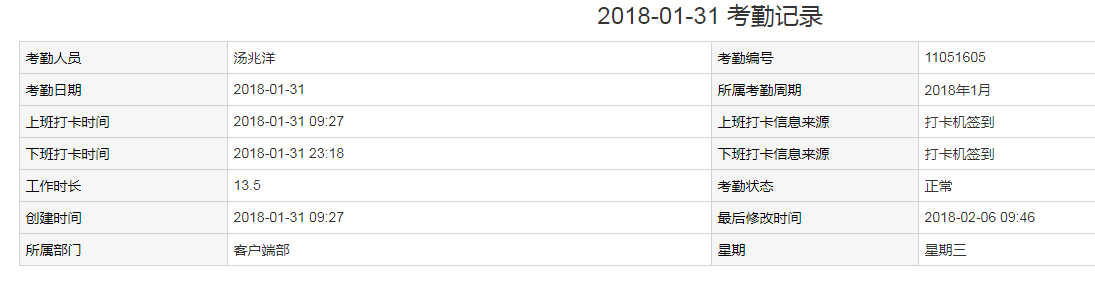 2018-01-31 考勤记录
考勤人员 汤兆洋 考勤编号 11051605
考勤日期 2018-01-31 所属考勤周期 2018年1月
上班打卡时间 2018-01-31 09:27 上班打卡信息来源 打卡机签到
下班打卡时间 2018-01-31 23:18 下班打卡信息来源 打卡机签到
工作时长 13.5 考勤状态 正常
创建时间 2018-01-31 09:27 最后修改时间 2018-02-06 09:46
所属部门 客户端部 星期 星期三